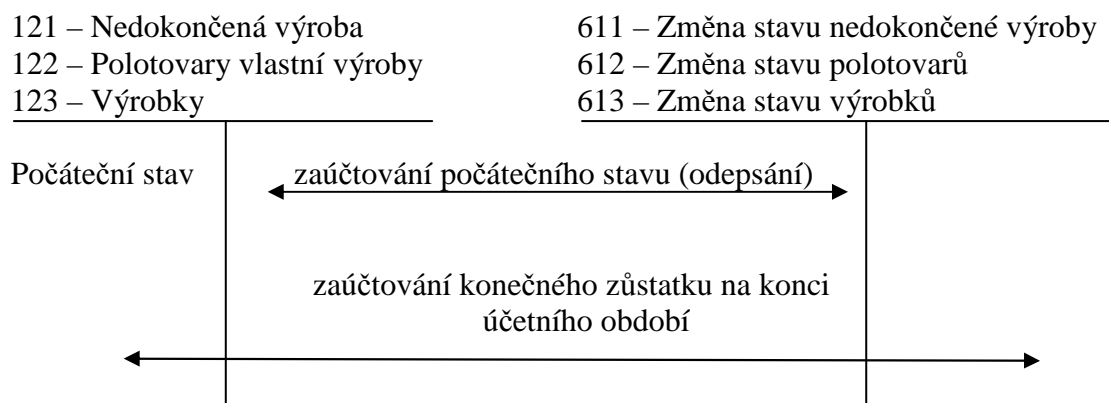 121 – Nedokončená výroba
122 – Polotovary vlastní výroby
123 – Výrobky
611 – Změna stavu nedokončené výroby
612 – Změna stavu polotovarů
613 – Změna stavu výrobků
Počáteční stav
zaúčtování počátečního stavu (odepsání)
zaúčtování konečného zůstatku na konci
účetního období